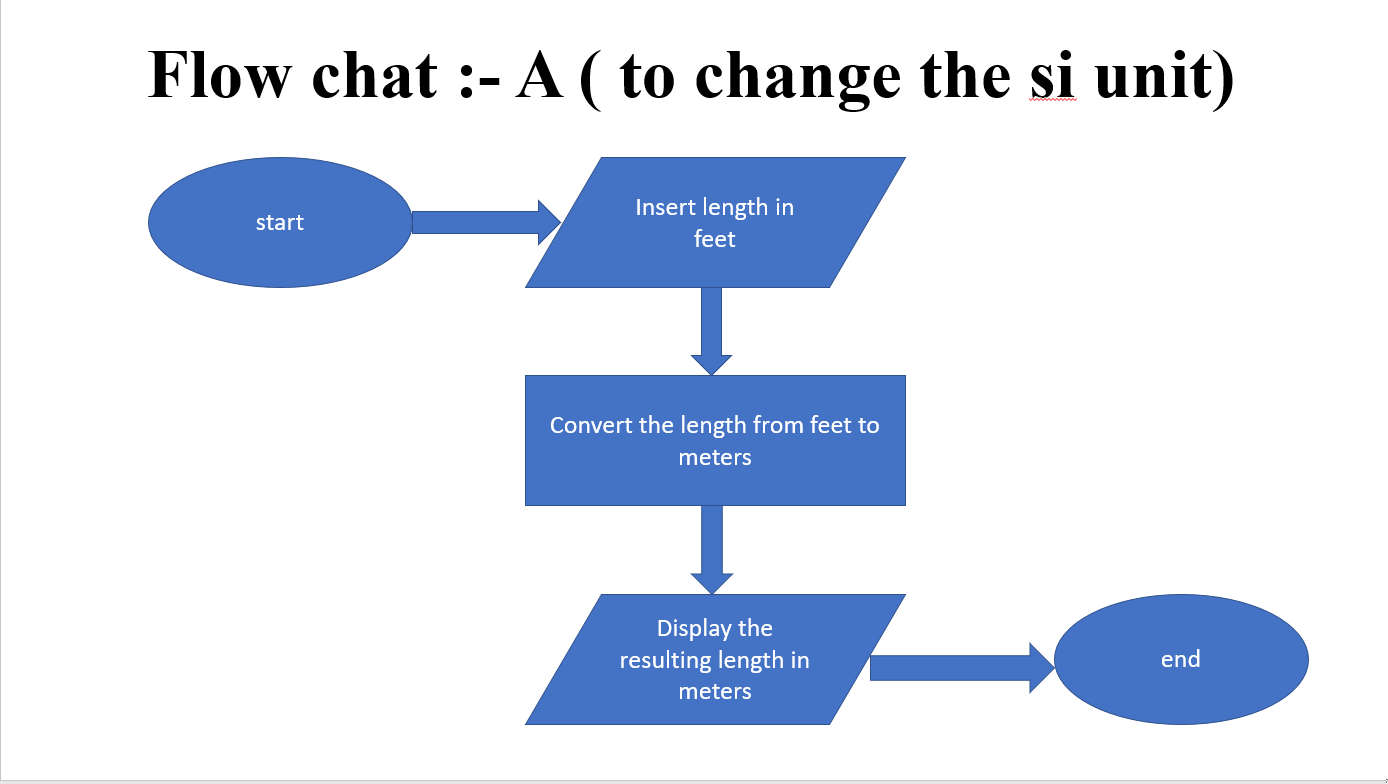 Flow chat :- A ( to change the si unit)
start
Insert length in
feet
Convert the length from feet to
meters
Display the
resulting length in
meters
end